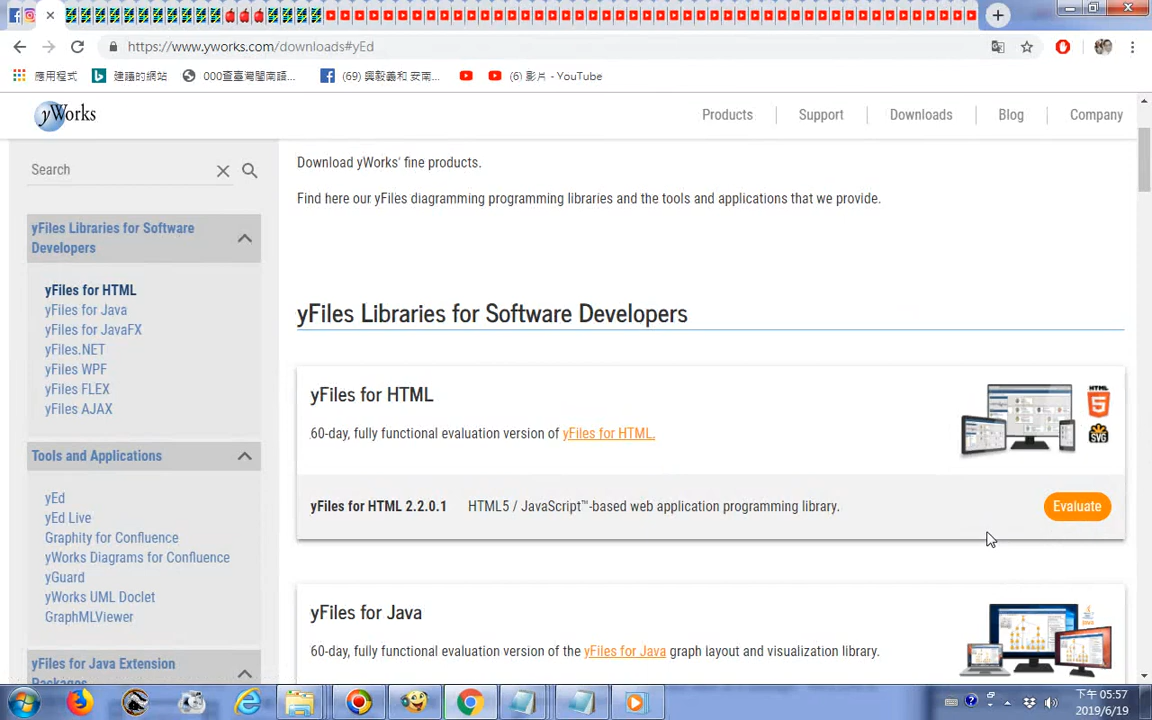 https://www.yworks.com/downloads#yEd
應用程式
建議的網站
000查臺灣閩南語...
(69) 興毅義和 安南...
(6) 影片 - YouTube
yWorks
Products
Support
Downloads
Blog
Company
Search
Download yWorks' fine products.
Find here our yFiles diagramming programming libraries and the tools and applications that we provide.
yFiles Libraries for Software
Developers
yFiles for HTML
yFiles for Java
yFiles for JavaFX
yFiles.NET
yFiles WPF
yFiles FLEX
yFiles AJAX
Tools and Applications
yEd
yEd Live
Graphity for Confluence
yWorks Diagrams for Confluence
yGuard
yWorks UML Doclet
GraphMLViewer
yFiles for Java Extension
Packages
yFiles Libraries for Software Developers
yFiles for HTML
60-day, fully functional evaluation version of yFiles for HTML.
HTML
5
SVG
yFiles for HTML 2.2.0.1 HTML5 / JavaScript™-based web application programming library.
Evaluate
yFiles for Java
60-day, fully functional evaluation version of the yFiles for Java graph layout and visualization library.
下午 05:57
2019/6/19